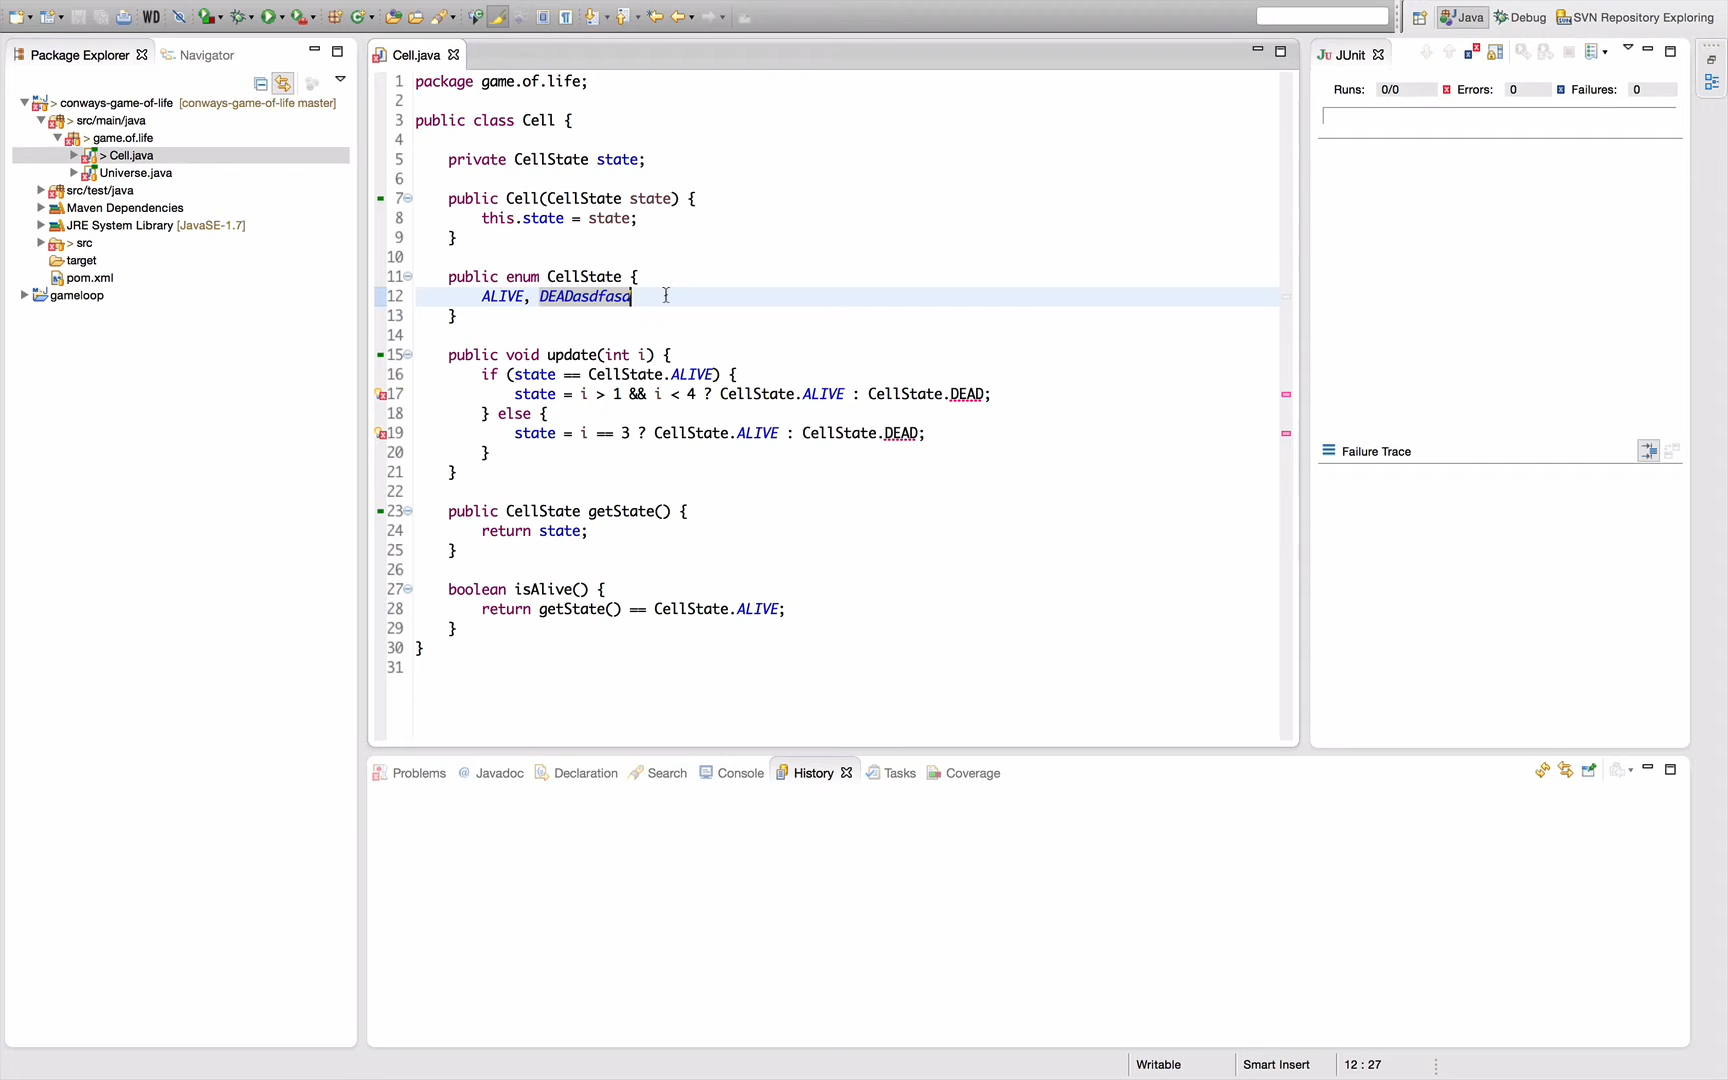 WD
Java
Debug
SVN Repository Exploring
Package Explorer
Navigator
> conways-game-of-life [conways-game-of-life master]
src/main/java
> game.of.life
> Cell.java
Universe.java
src/test/java
Maven Dependencies
JRE System Library [JavaSE-1.7]
> src
target
pom.xml
gameloop
Cell.java
1 package game.of.life;
2
3 public class Cell {
4
5 private CellState state;
6
7 public Cell(CellState state) {
8 this.state = state;
9 }
10
11 public enum CellState {
12 ALIVE, DEADasdfasa
13 }
14
15 public void update(int i) {
16 if (state == CellState.ALIVE) {
17 state = i > 1 && i < 4 ? CellState.ALIVE : CellState.DEAD;
18 } else {
19 state = i == 3 ? CellState.ALIVE : CellState.DEAD;
20 }
21 }
22
23 public CellState getState() {
24 return state;
25 }
26
27 boolean isAlive() {
28 return getState() == CellState.ALIVE;
29 }
30 }
31
Ju JUnit
Runs: 0/0 Errors: 0 Failures: 0
Failure Trace
Problems @ Javadoc Declaration Search Console History Tasks Coverage
Writable Smart Insert 12 : 27